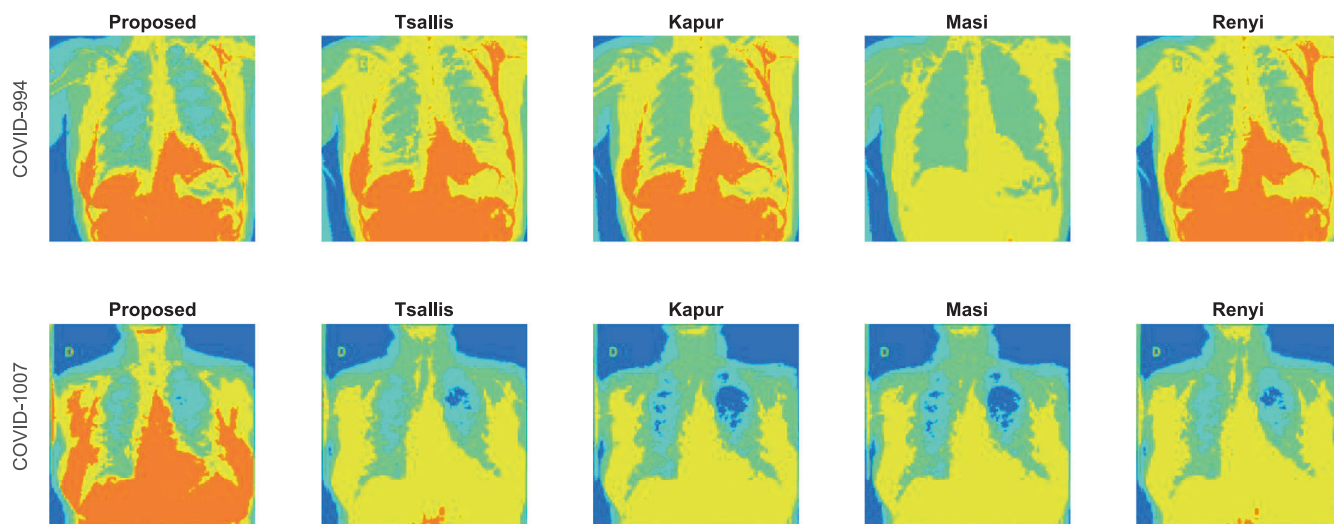 Proposed Tsallis Kapur Masi Renyi
COVID-994
Proposed Tsallis Kapur Masi Renyi
COVID-1007
D D D D D